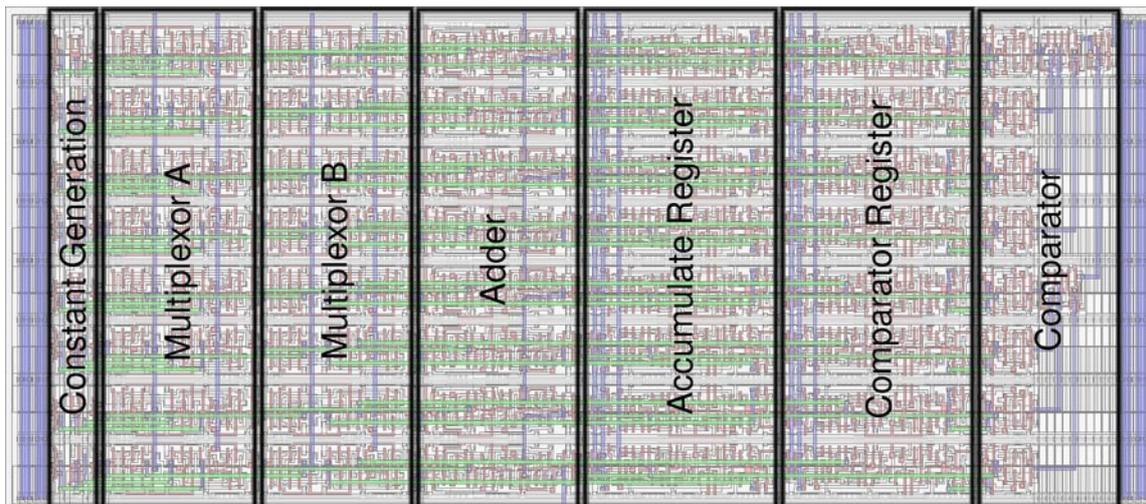 Constant Generation
Multiplexor A
Multiplexor B
Adder
Accumulate Register
Comparator Register
Comparator